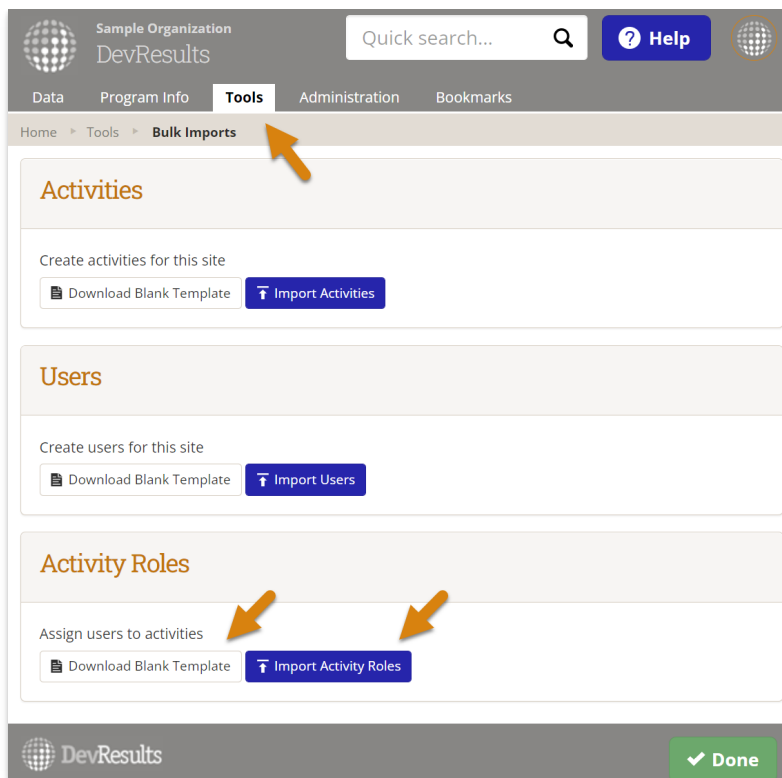 Sample Organization
DevResults
Quick search...
Help
Data Program Info Tools Administration Bookmarks
Home Tools Bulk Imports
Activities
Create activities for this site
Download Blank Template Import Activities
Users
Create users for this site
Download Blank Template Import Users
Activity Roles
Assign users to activities
Download Blank Template Import Activity Roles
DevResults
Done